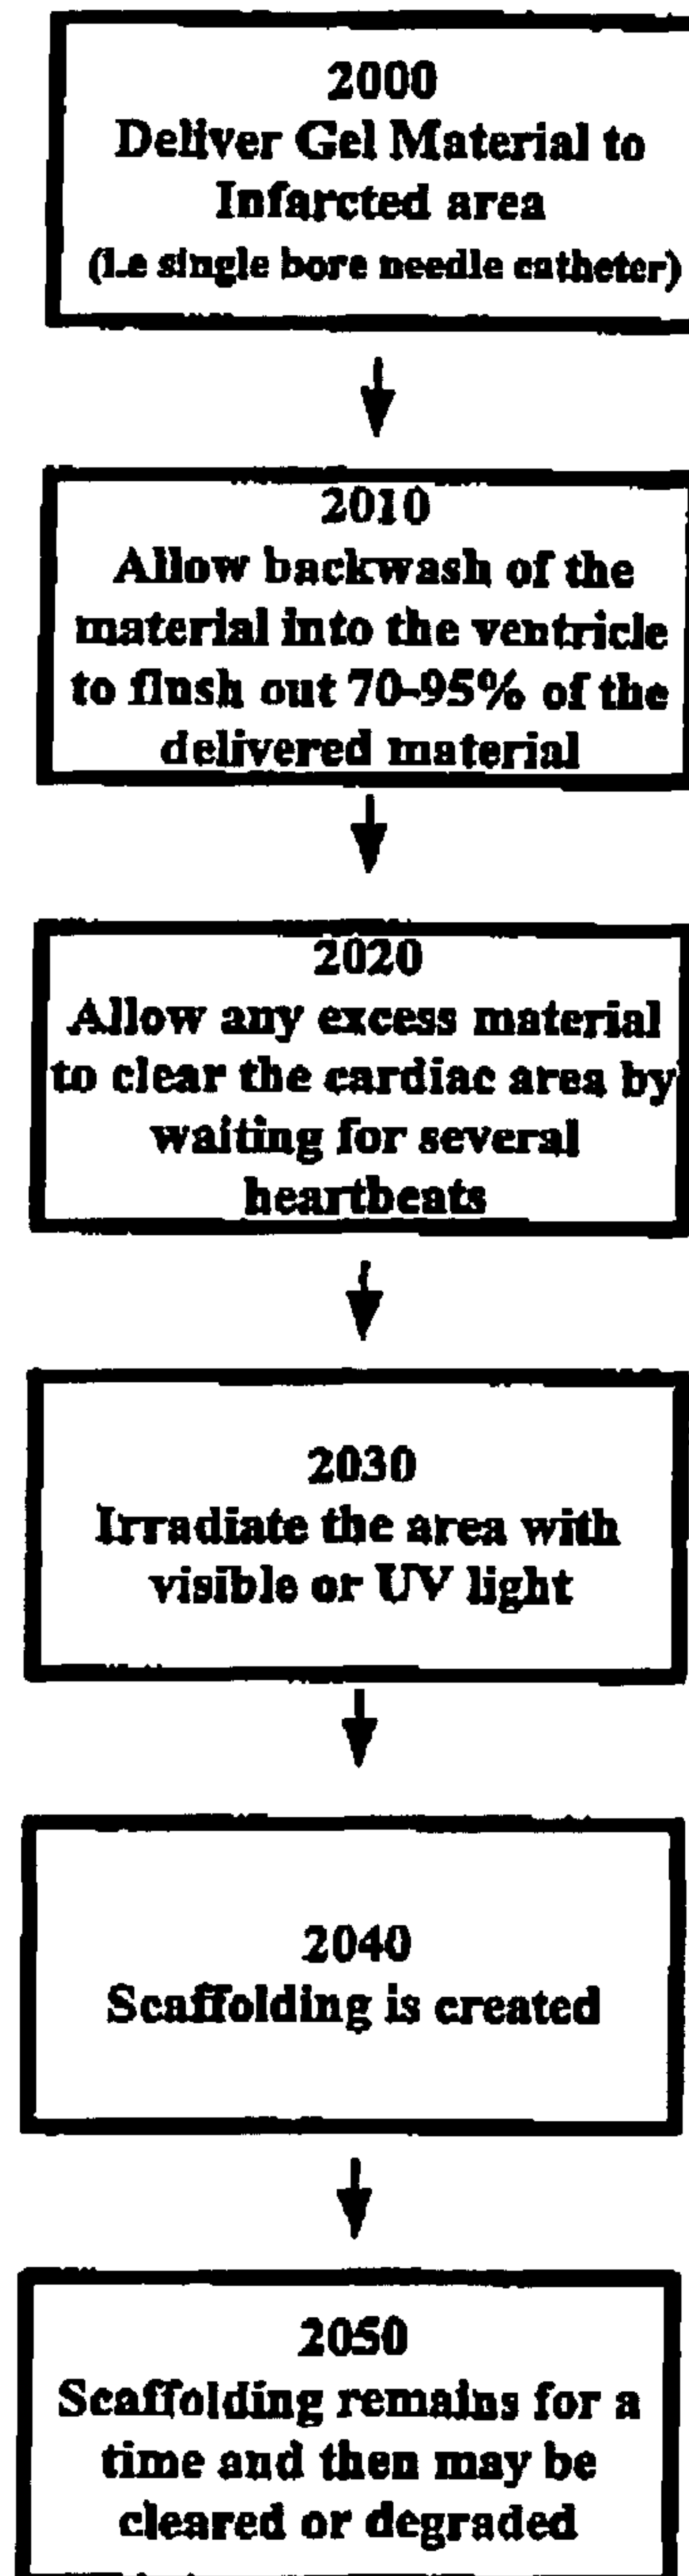 2000
Deliver Gel Material to
Infarcted area
(i.e single bore needle catheter)
2010
Allow backwash of the
material into the ventricle
to flush out 70-95% of the
delivered material
2020
Allow any excess material
to clear the cardiac area by
waiting for several
heartbeats
2030
Irradiate the area with
visible or UV light
2040
Scaffolding is created
2050
Scaffolding remains for a
time and then may be
cleared or degraded